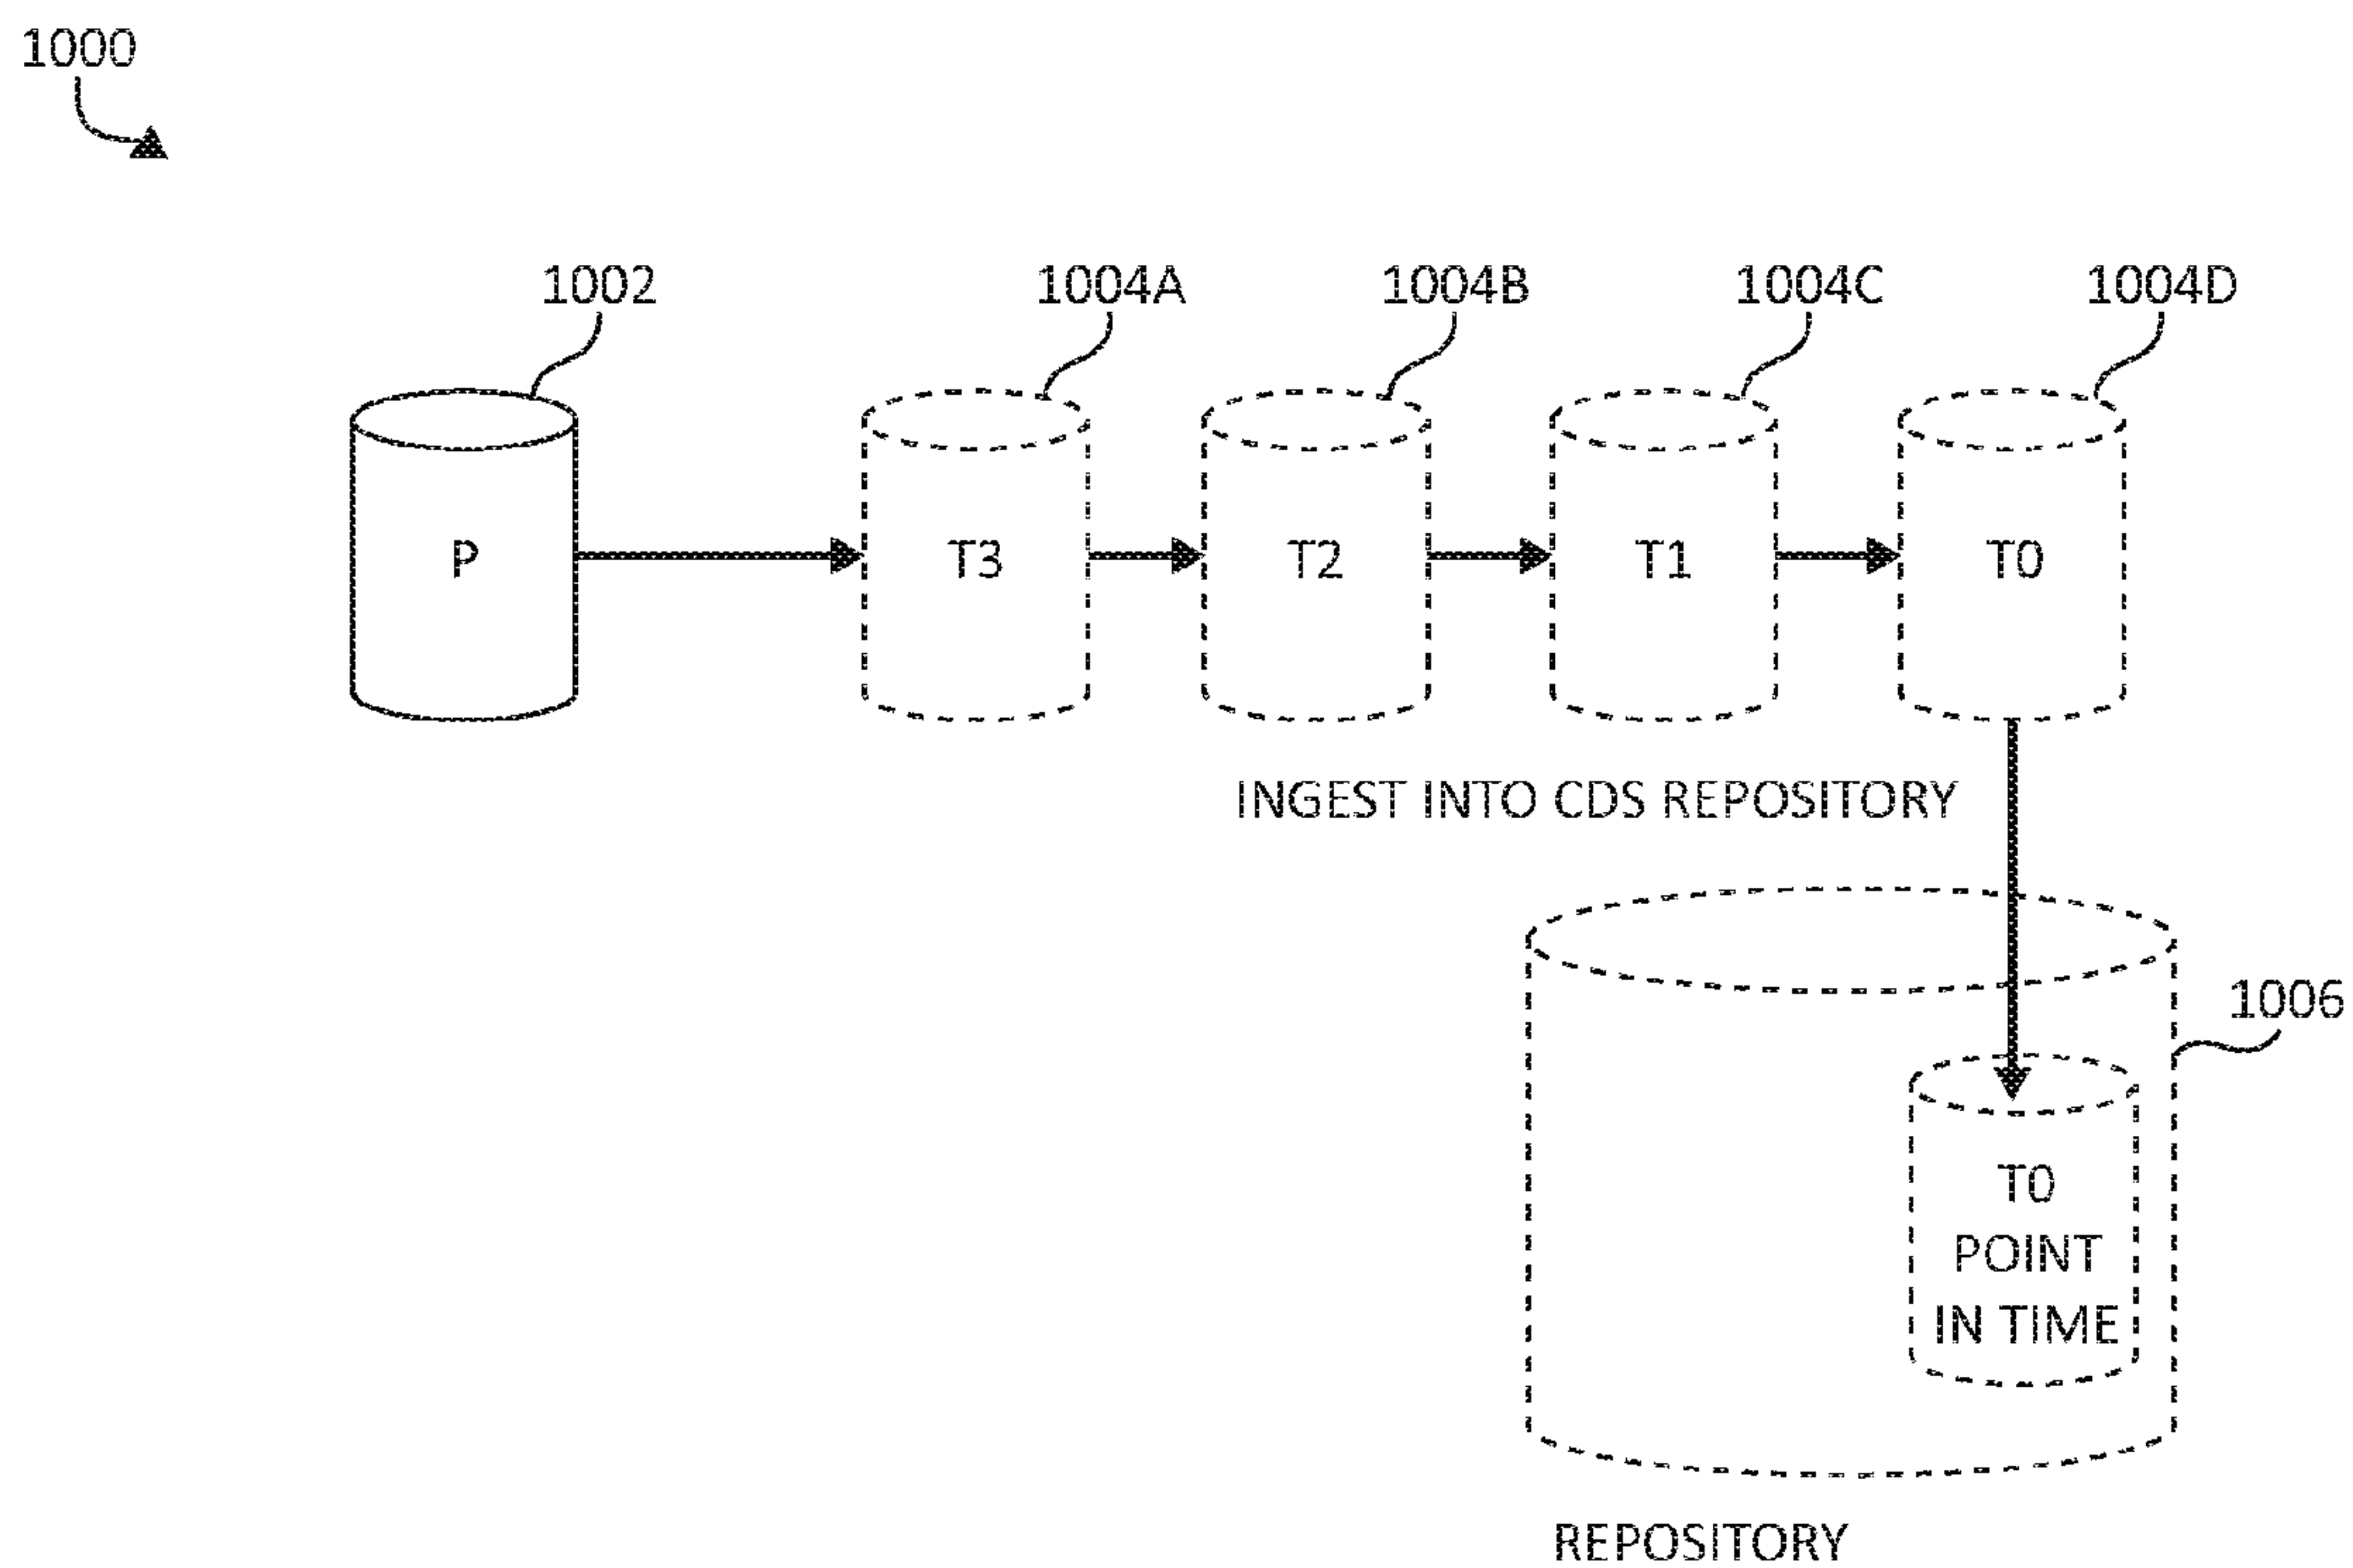 1000
1002
1004A
1004B
1004C
1004D
P
T3
T2
T1
T0
INGEST INTO CDS REPOSITORY
1006
T0
POINT
IN TIME
REPOSITORY